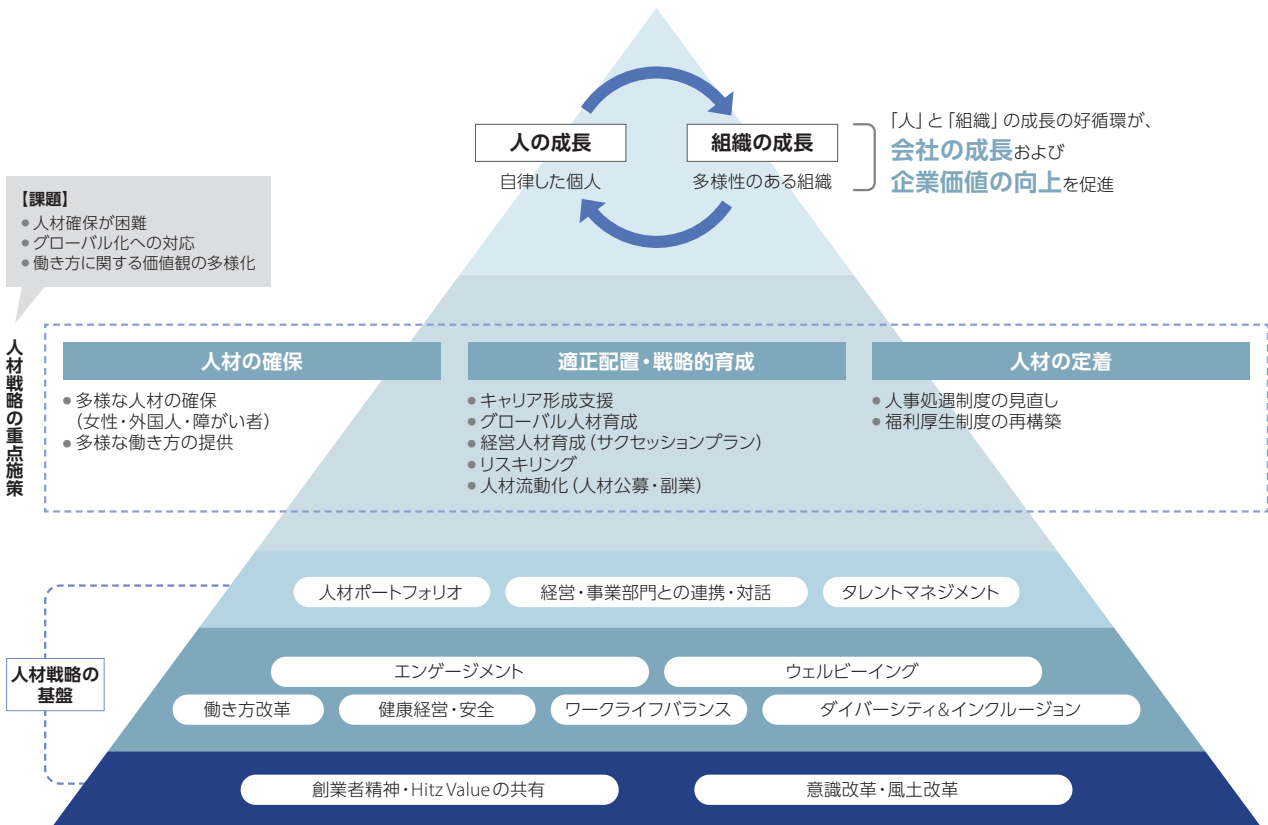 人の成長
自律した個人
組織の成長
多様性のある組織
「人」と「組織」の成長の好循環が、
会社の成長および
企業価値の向上を促進
【課題】
●人材確保が困難
●グローバル化への対応
●働き方に関する価値観の多様化
人材戦略の重点施策
人材の確保
●多様な人材の確保
(女性・外国人・障がい者)
●多様な働き方の提供
適正配置・戦略的育成
●キャリア形成支援
●グローバル人材育成
●経営人材育成(サクセッションプラン)
●リスキリング
●人材流動化(人材公募・副業)
人材の定着
●人事処遇制度の見直し
●福利厚生制度の再構築
人材戦略の
基盤
人材ポートフォリオ
経営・事業部門との連携・対話
タレントマネジメント
エンゲージメント
ウェルビーイング
働き方改革
健康経営・安全
ワークライフバランス
ダイバーシティ&インクルージョン
創業者精神・Hitz Valueの共有
意識改革・風土改革